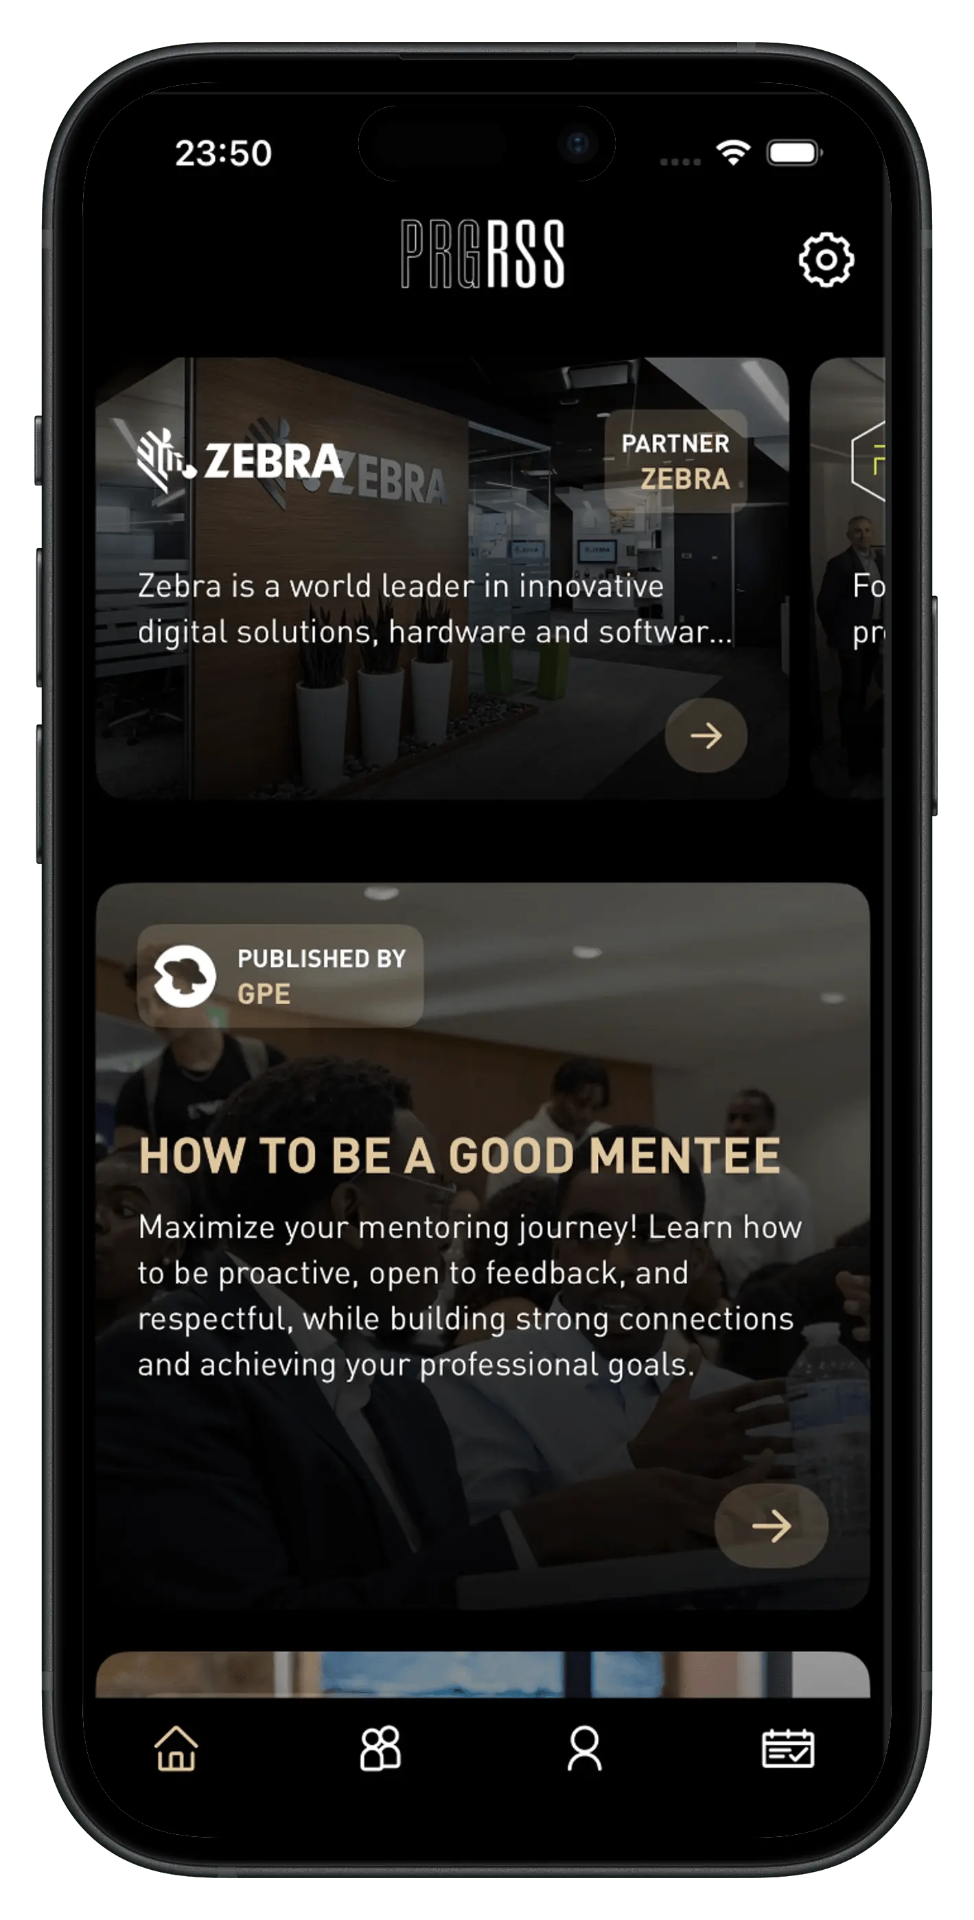 23:50
PRGRSS
ZEBRA
ZEBRA
PARTNER
ZEBRA
Zebra is a world leader in innovative
digital solutions, hardware and softwar...
Fo
pr
PUBLISHED BY
GPE
HOW TO BE A GOOD MENTEE
Maximize your mentoring journey! Learn how
to be proactive, open to feedback, and
respectful, while building strong connections
and achieving your professional goals.